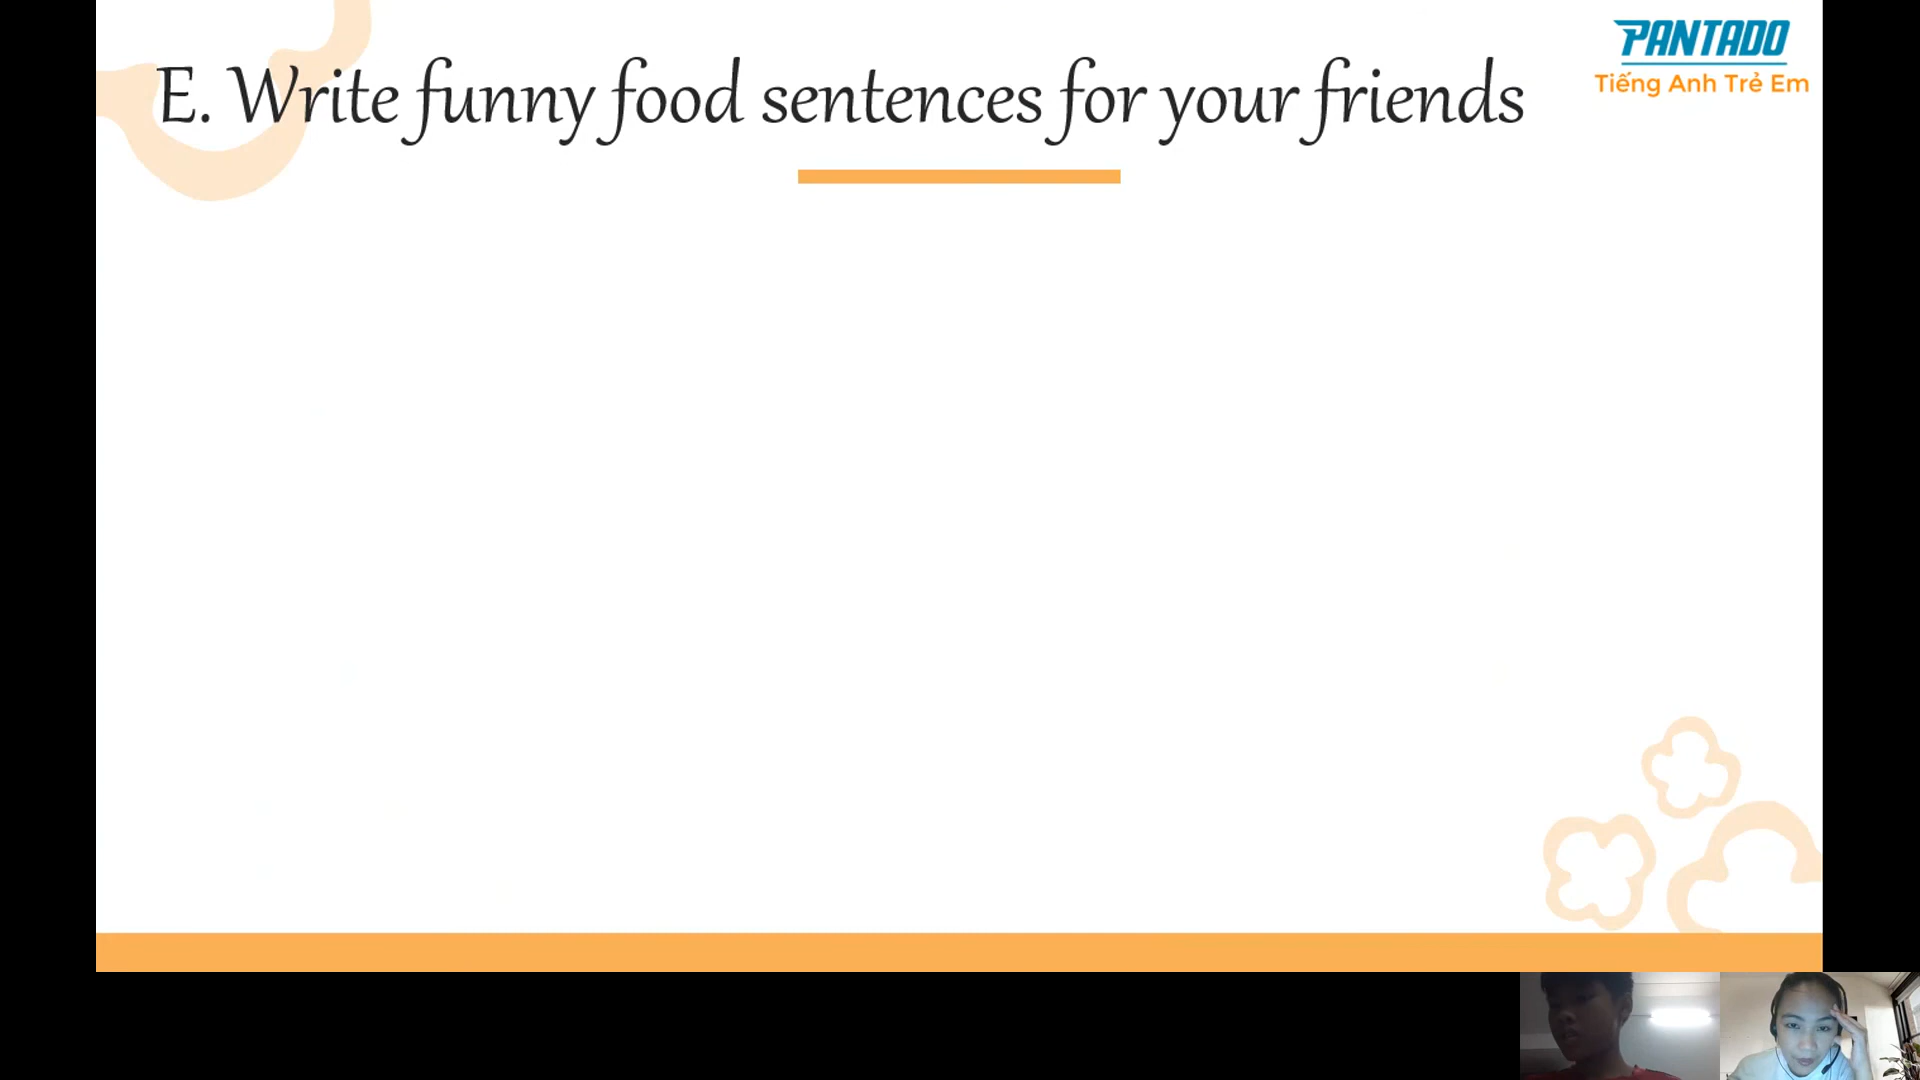 PANTADO
Tiếng Anh Trẻ Em
E. Write funny food sentences for your friends